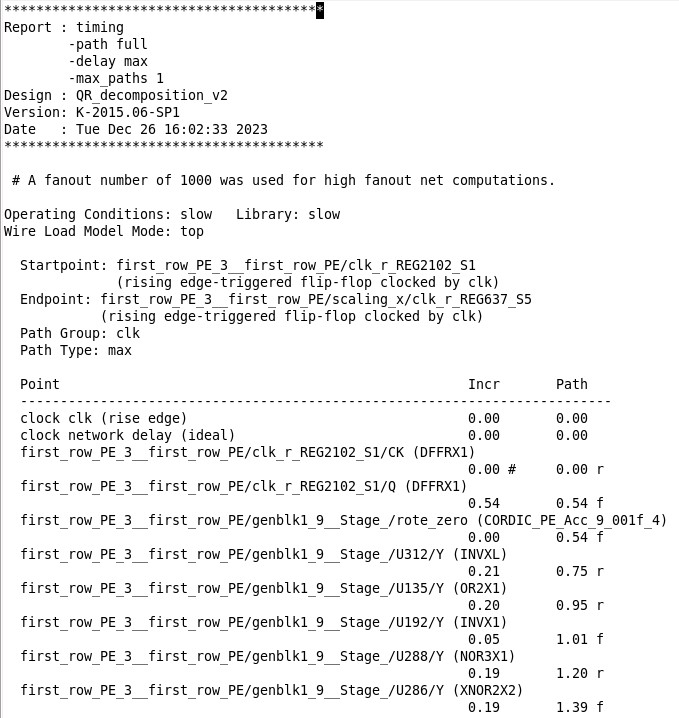 ****************************************
Report : timing
        -path full
        -delay max
        -max_paths 1
Design : QR_decomposition_v2
Version: K-2015.06-SP1
Date   : Tue Dec 26 16:02:33 2023
****************************************
 # A fanout number of 1000 was used for high fanout net computations.
Operating Conditions: slow   Library: slow
Wire Load Model Mode: top
  Startpoint: first_row_PE_3__first_row_PE/clk_r_REG2102_S1
              (rising edge-triggered flip-flop clocked by clk)
  Endpoint: first_row_PE_3__first_row_PE/scaling_x/clk_r_REG637_S5
            (rising edge-triggered flip-flop clocked by clk)
  Path Group: clk
  Path Type: max
  Point                                                   Incr       Path
  --------------------------------------------------------------------------
  clock clk (rise edge)                                   0.00       0.00
  clock network delay (ideal)                             0.00       0.00
  first_row_PE_3__first_row_PE/clk_r_REG2102_S1/CK (DFFRX1)
                                                          0.00 #     0.00 r
  first_row_PE_3__first_row_PE/clk_r_REG2102_S1/Q (DFFRX1)
                                                          0.54       0.54 f
  first_row_PE_3__first_row_PE/genblk1_9__Stage_/rote_zero (CORDIC_PE_Acc_9_001f_4)
                                                          0.00       0.54 f
  first_row_PE_3__first_row_PE/genblk1_9__Stage_/U312/Y (INVXL)
                                                          0.21       0.75 r
  first_row_PE_3__first_row_PE/genblk1_9__Stage_/U135/Y (OR2X1)
                                                          0.20       0.95 r
  first_row_PE_3__first_row_PE/genblk1_9__Stage_/U192/Y (INVX1)
                                                          0.05       1.01 f
  first_row_PE_3__first_row_PE/genblk1_9__Stage_/U288/Y (NOR3X1)
                                                          0.19       1.20 r
  first_row_PE_3__first_row_PE/genblk1_9__Stage_/U286/Y (XNOR2X2)
                                                          0.19       1.39 f